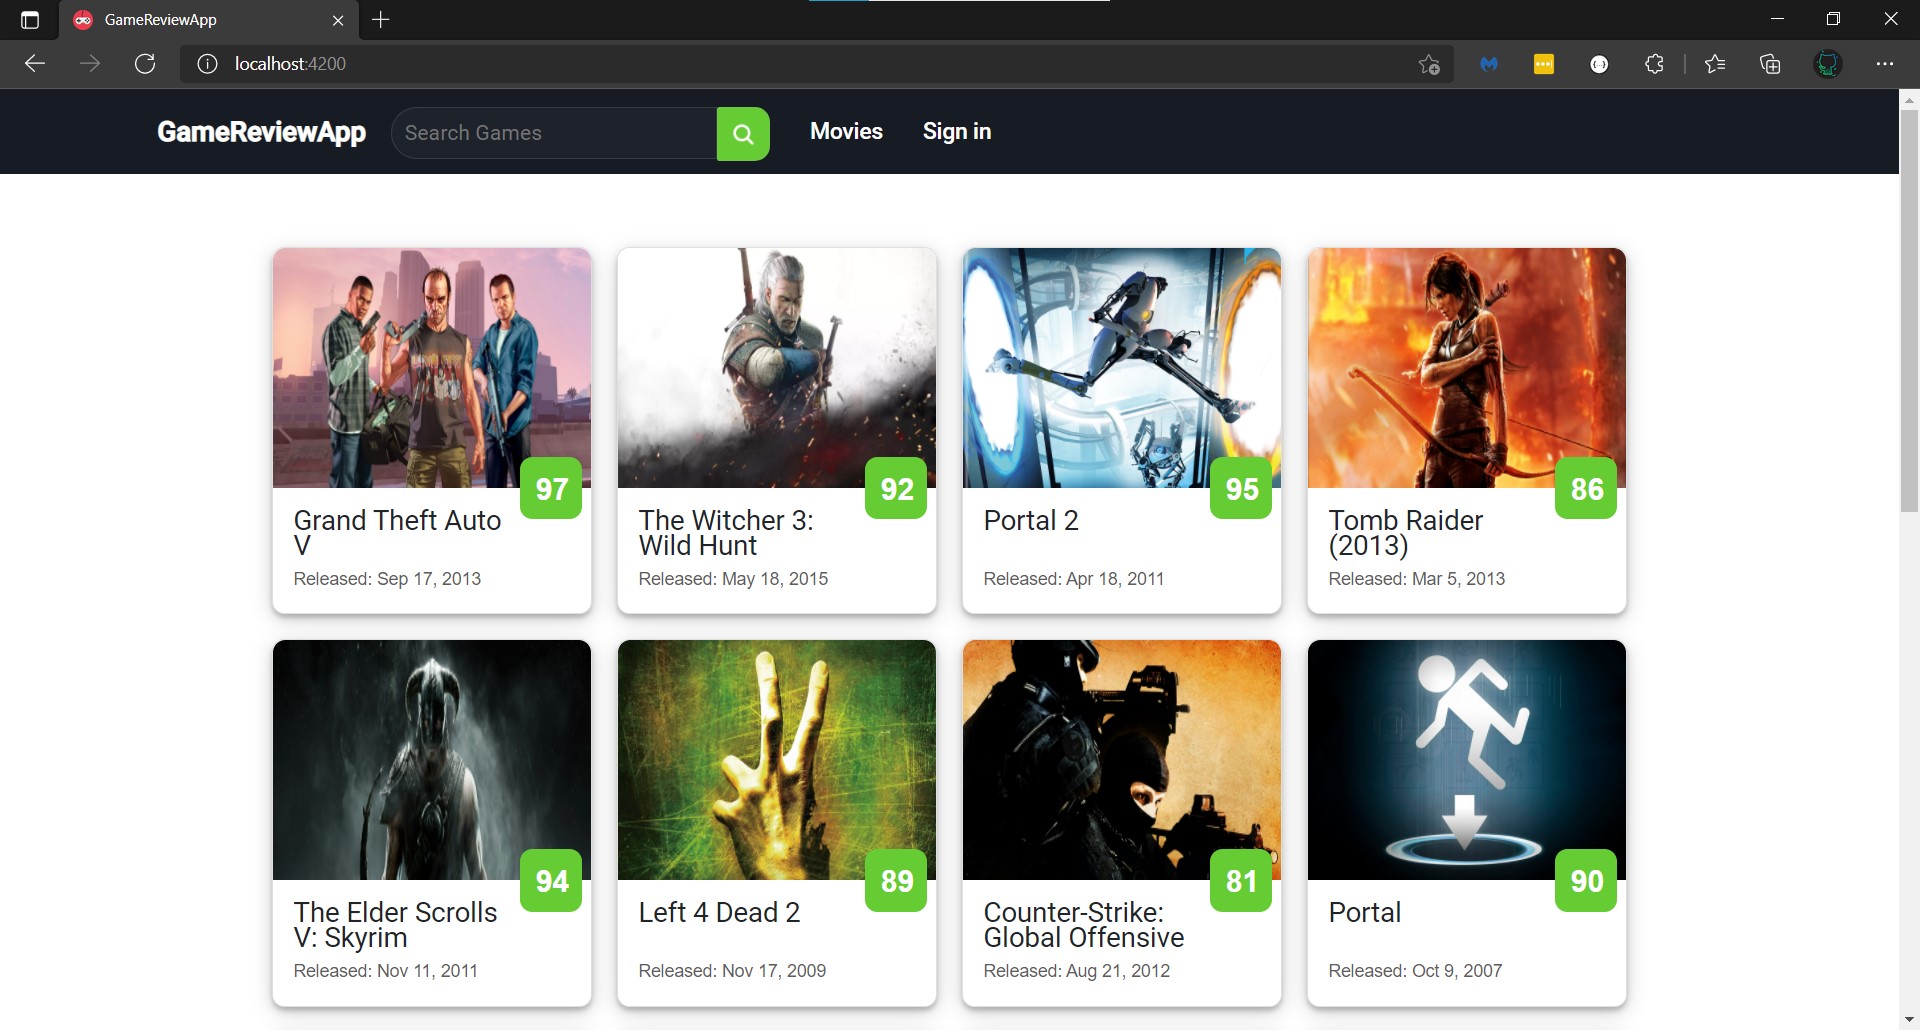 GameReviewApp
localhost:4200
GameReviewApp
Search Games
Movies
Sign in
97
Grand Theft Auto
V
Released: Sep 17, 2013
92
The Witcher 3:
Wild Hunt
Released: May 18, 2015
95
Portal 2
Released: Apr 18, 2011
86
Tomb Raider
(2013)
Released: Mar 5, 2013
94
The Elder Scrolls
V: Skyrim
Released: Nov 11, 2011
89
Left 4 Dead 2
Released: Nov 17, 2009
81
Counter-Strike:
Global Offensive
Released: Aug 21, 2012
90
Portal
Released: Oct 9, 2007